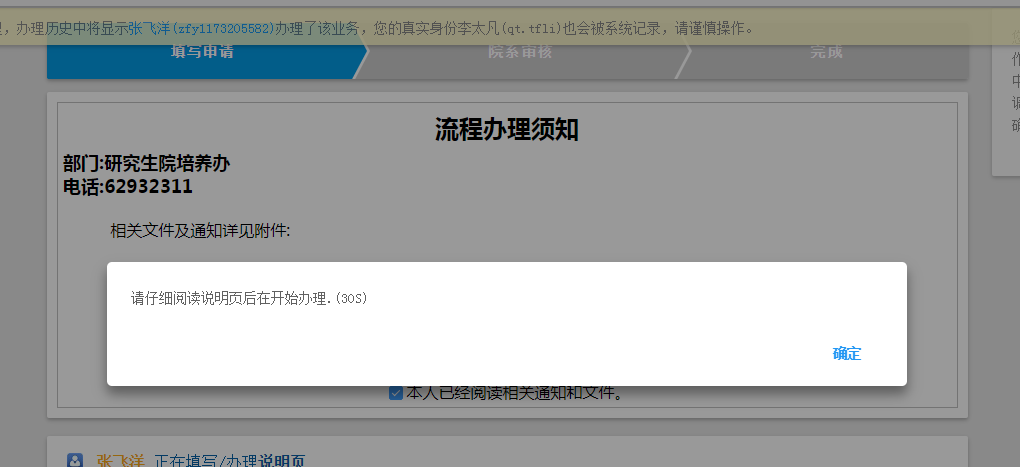 ，办理历史中将显示张飞洋(zfy1173205582)办理了该业务，您的真实身份李太凡(qt.tfli)也会被系统记录，请谨慎操作。
填写申请
院系审核
完成
流程办理须知
部门:研究生院培养办
电话:62932311
相关文件及通知详见附件:
请仔细阅读说明页后在开始办理.(30S)
确定
本人已经阅读相关通知和文件。
张飞洋 正在填写/办理说明页